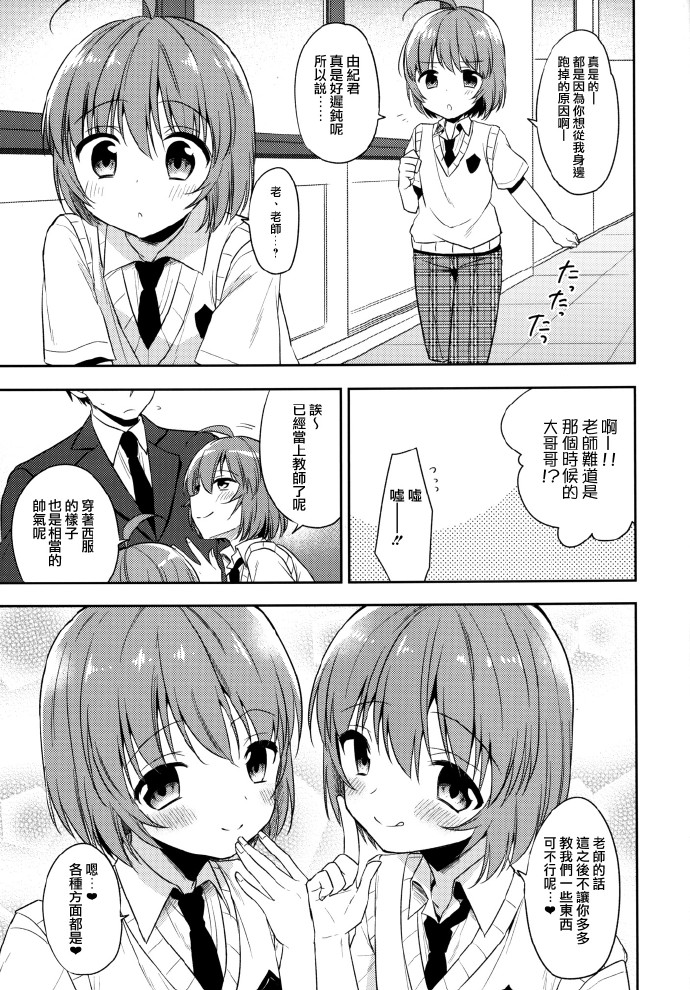 真是的ー
都是因為你想從我身邊
跑掉的原因啊ー
たっ
たっ
たっ
由紀君
真是好遲鈍呢
所以說……
老、老師…?
啊ー!!
老師難道是
那個時候的
大哥哥!?
噓
噓
ー!!
誒～
已經當上教師了呢
穿著西服
的樣子
也是相當的
帥氣呢
老師的話
這之後不讓你多多
教我們一些東西
可不行呢…❤
嗯…❤
各種方面都是❤